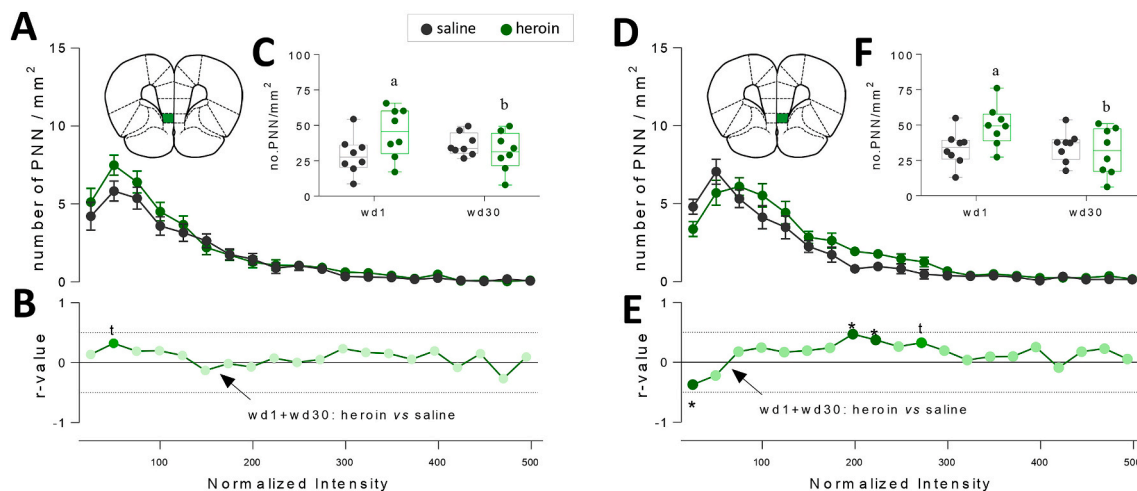 saline heroin
A
number of PNN / mm²
15
10
5
0
C
no.PNN/mm²
100
75
50
25
0
a
b
wd1 wd30
B
r-value
1
0
-1
t
wd1+wd30: heroin vs saline
100 200 300 400 500
Normalized Intensity
D
number of PNN / mm²
15
10
5
0
F
no.PNN/mm²
100
75
50
25
0
a
b
wd1 wd30
E
r-value
1
0
-1
* * t
*
wd1+wd30: heroin vs saline
100 200 300 400 500
Normalized Intensity